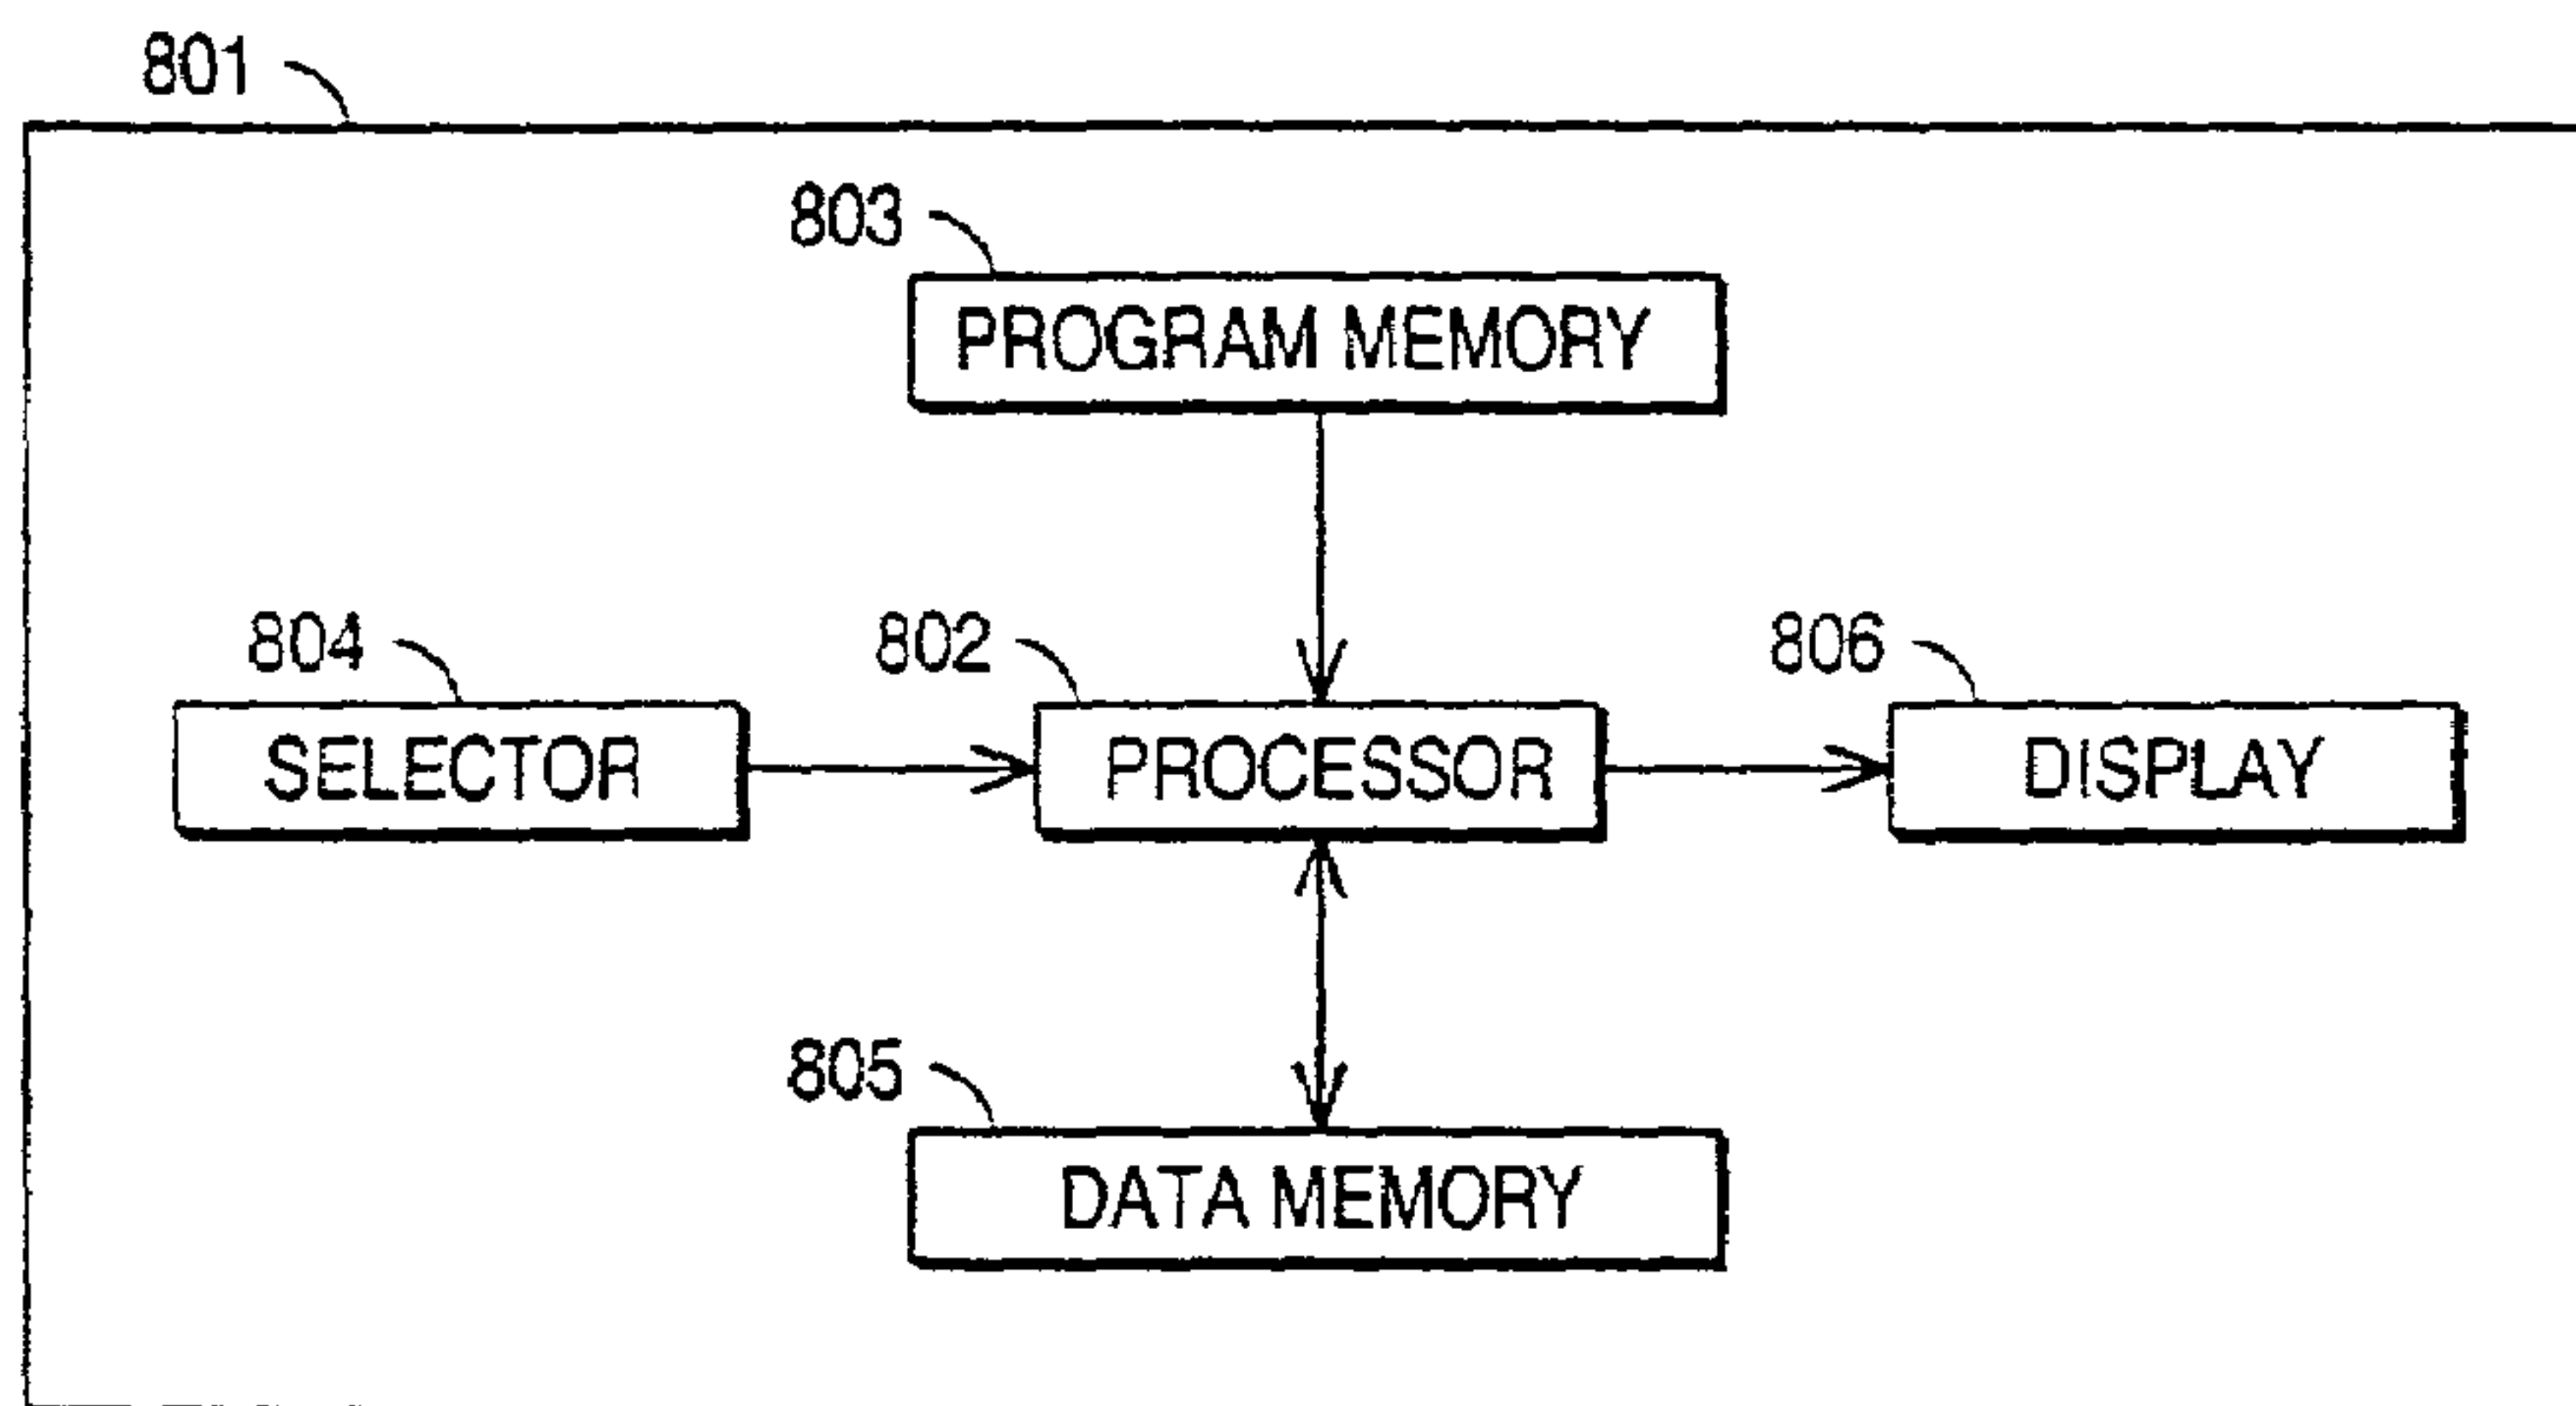 801
803
PROGRAM MEMORY
804
802
806
SELECTOR
PROCESSOR
DISPLAY
805
DATA MEMORY